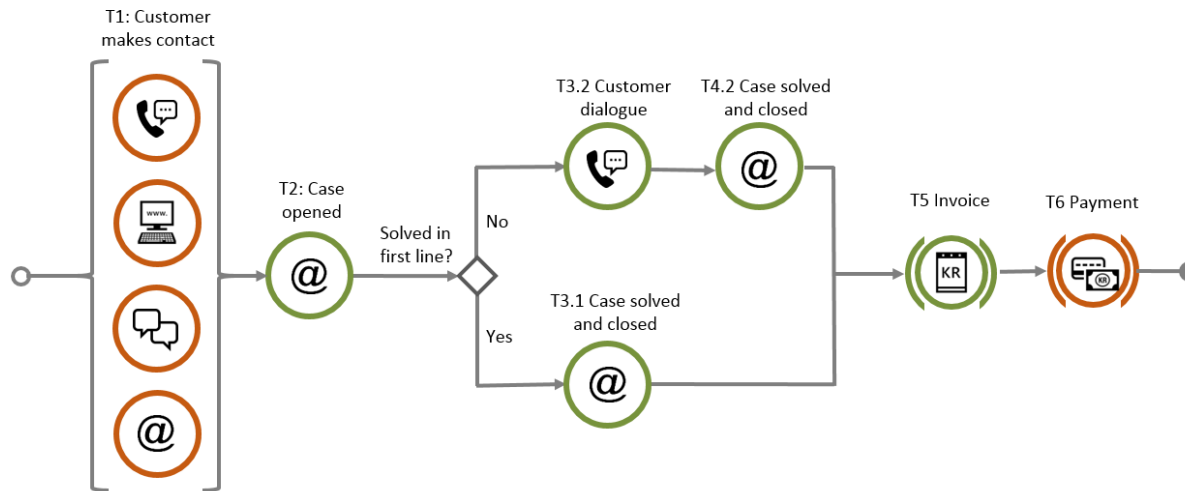 T1: Customer
makes contact
www.
@
T2: Case
opened
@
Solved in
first line?
No
Yes
T3.2 Customer
dialogue
T4.2 Case solved
and closed
@
T3.1 Case solved
and closed
@
T5 Invoice
KR
T6 Payment
KR